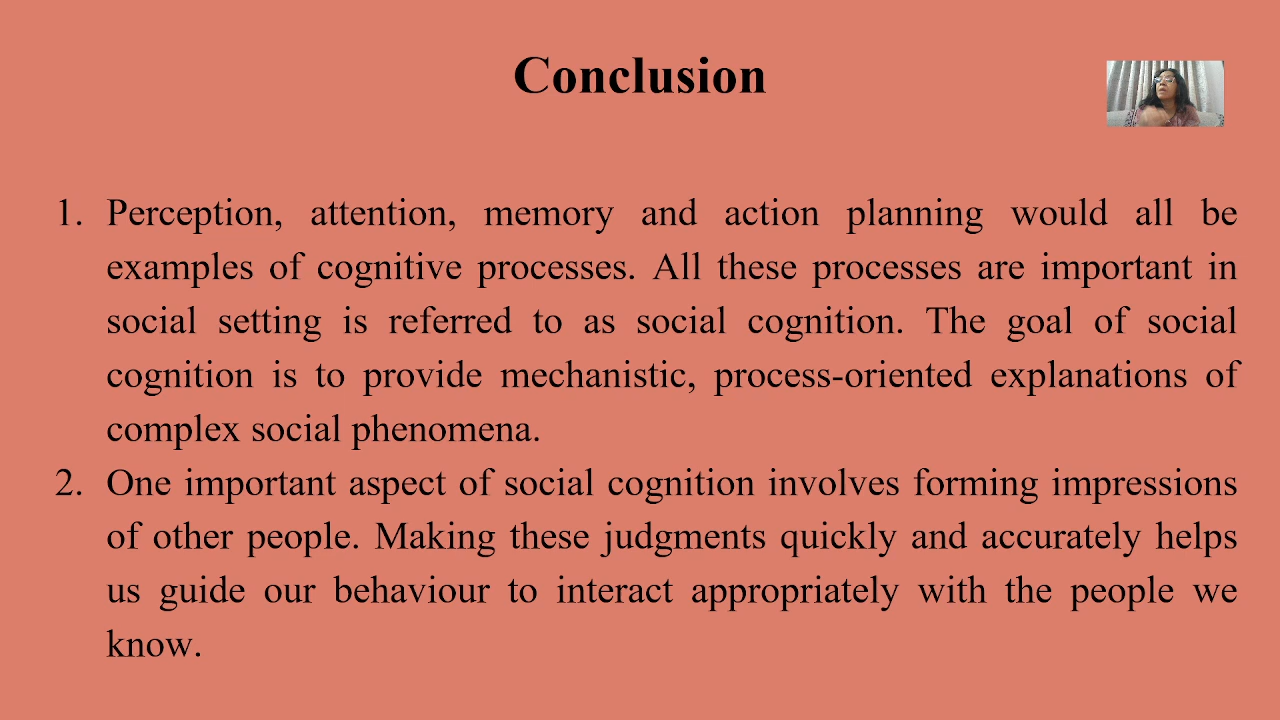 Conclusion
1. Perception, attention, memory and action planning would all be
examples of cognitive processes. All these processes are important in
social setting is referred to as social cognition. The goal of social
cognition is to provide mechanistic, process-oriented explanations of
complex social phenomena.
2. One important aspect of social cognition involves forming impressions
of other people. Making these judgments quickly and accurately helps
us guide our behaviour to interact appropriately with the people we
know.